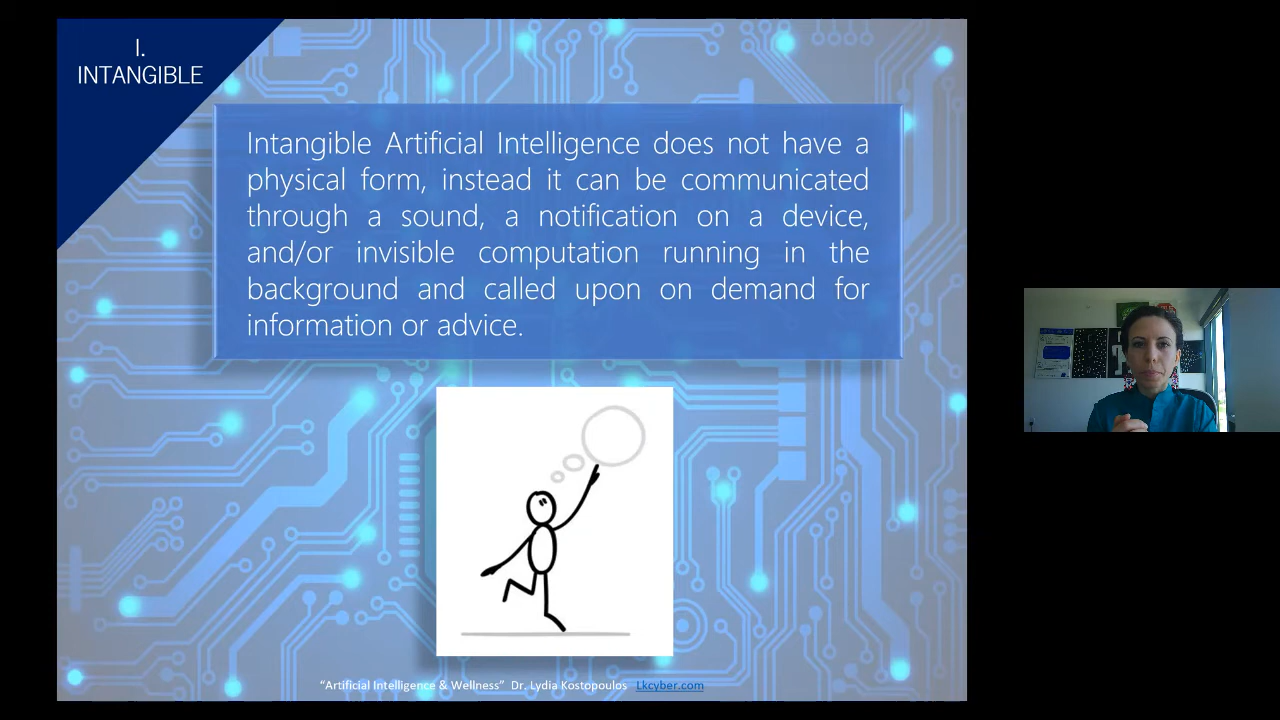 I.
INTANGIBLE
Intangible Artificial Intelligence does not have a
physical form, instead it can be communicated
through a sound, a notification on a device,
and/or invisible computation running in the
background and called upon on demand for
information or advice.
“Artificial Intelligence & Wellness” Dr. Lydia Kostopoulos Lkcyber.com